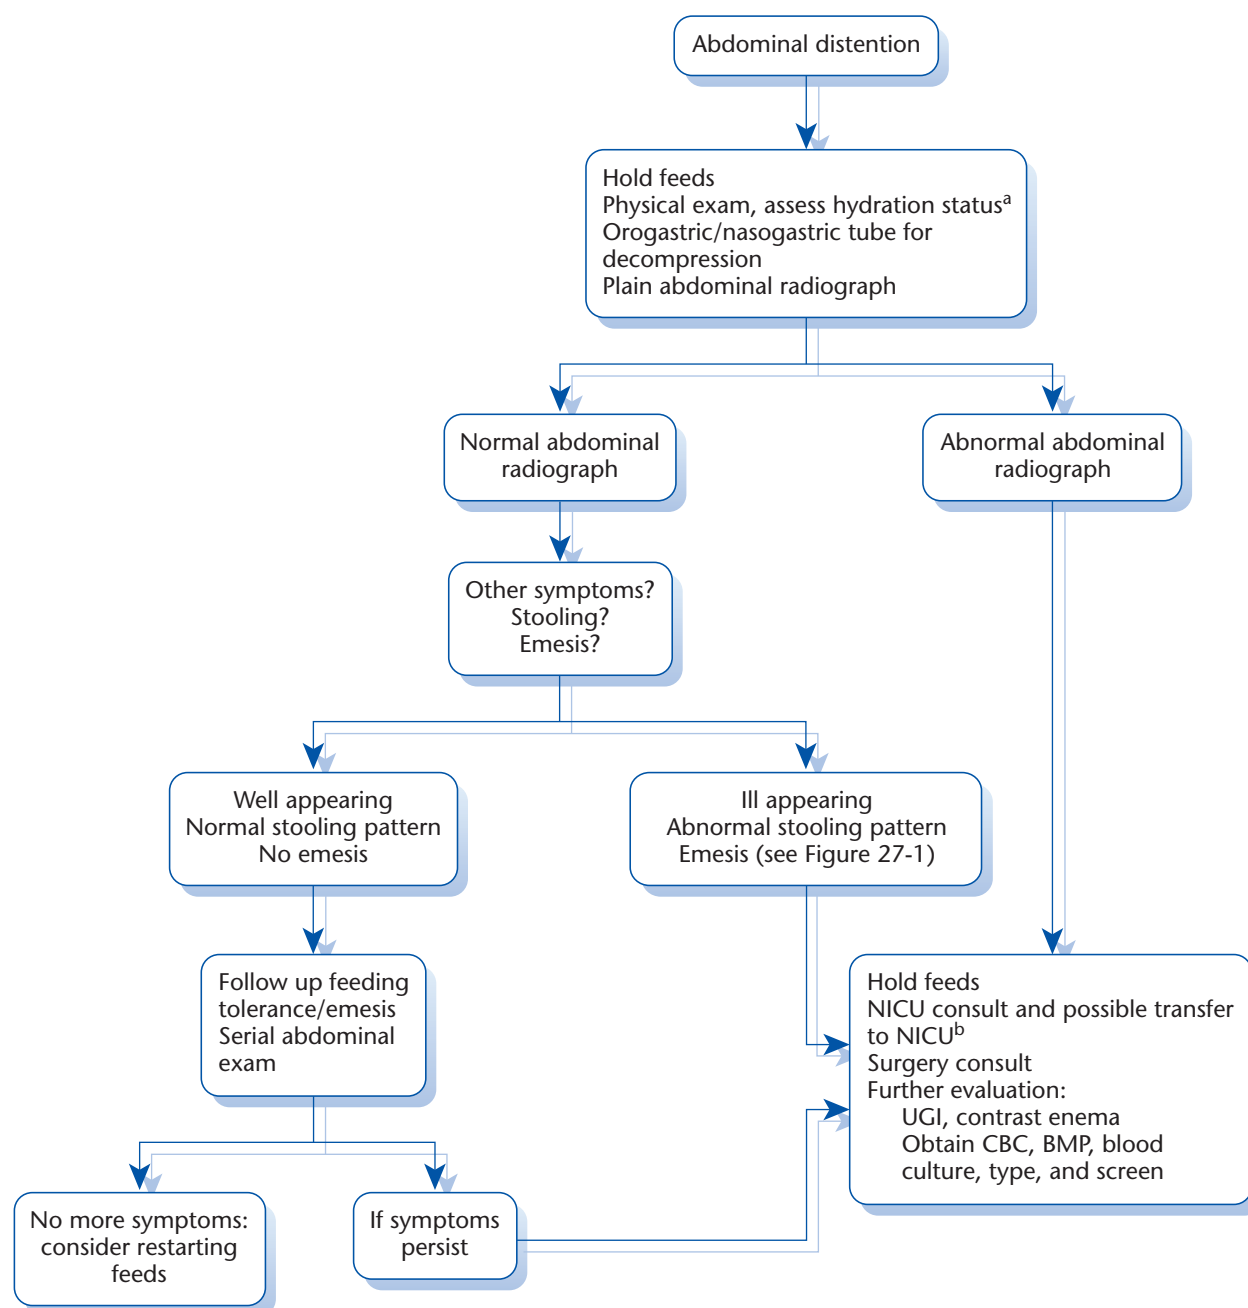 Abdominal distention
Hold feeds
Physical exam, assess hydration statusᵃ
Orogastric/nasogastric tube for
decompression
Plain abdominal radiograph
Normal abdominal
radiograph
Abnormal abdominal
radiograph
Other symptoms?
Stooling?
Emesis?
Well appearing
Normal stooling pattern
No emesis
Ill appearing
Abnormal stooling pattern
Emesis (see Figure 27-1)
Follow up feeding
tolerance/emesis
Serial abdominal
exam
Hold feeds
NICU consult and possible transfer
to NICUᵇ
Surgery consult
Further evaluation:
UGI, contrast enema
Obtain CBC, BMP, blood
culture, type, and screen
No more symptoms:
consider restarting
feeds
If symptoms
persist